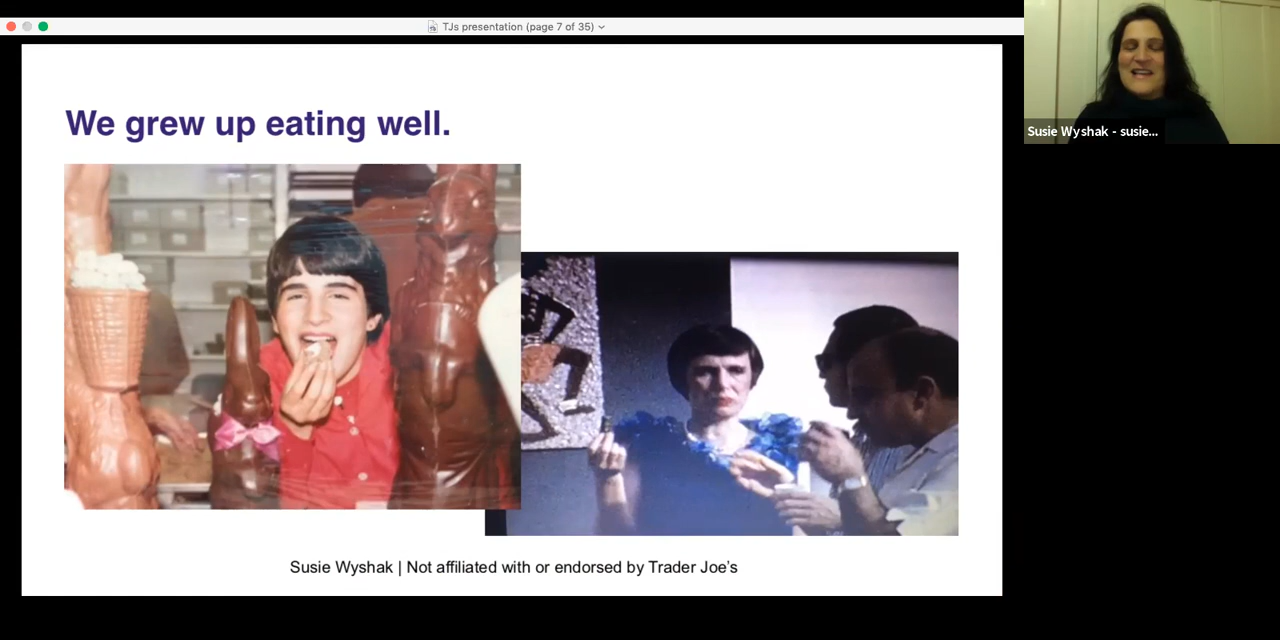 TJs presentation (page 7 of 35)
We grew up eating well.
Susie Wyshak | Not affiliated with or endorsed by Trader Joe's
Susie Wyshak - susie...